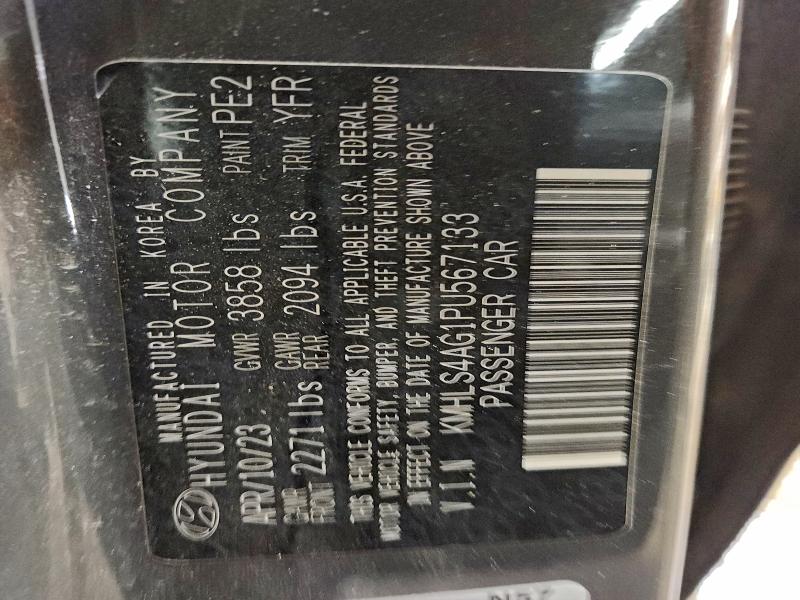 MANUFACTURED IN KOREA BY
HYUNDAI MOTOR COMPANY
APR/10/23 GVWR 3858 lbs PAINT PE2
GAWR FRONT 2271 lbs GAWR REAR 2094 lbs TRIM YFR
THIS VEHICLE CONFORMS TO ALL APPLICABLE U.S.A. FEDERAL
MOTOR VEHICLE SAFETY, BUMPER, AND THEFT PREVENTION STANDARDS
IN EFFECT ON THE DATE OF MANUFACTURE SHOWN ABOVE
V.I.N KMHLS4AG1PU567133
PASSENGER CAR